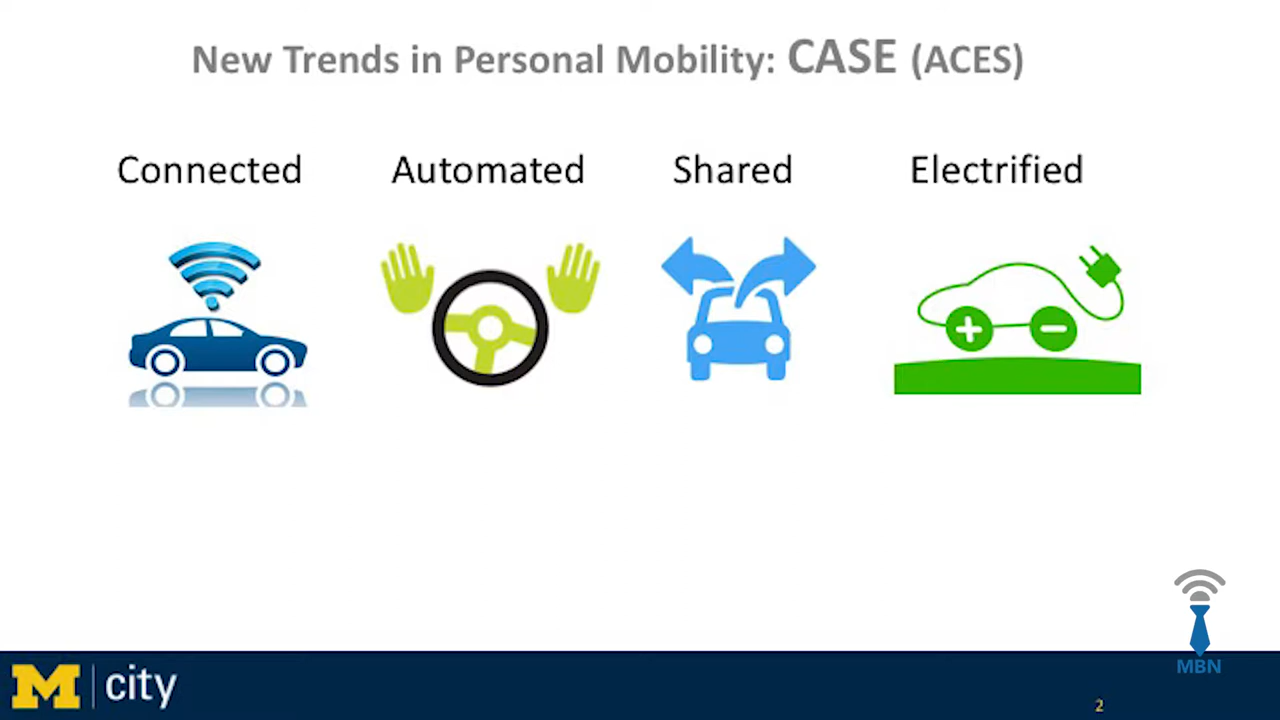 New Trends in Personal Mobility: CASE (ACES)
Connected Automated Shared Electrified
+ −
M | city
MBN
2